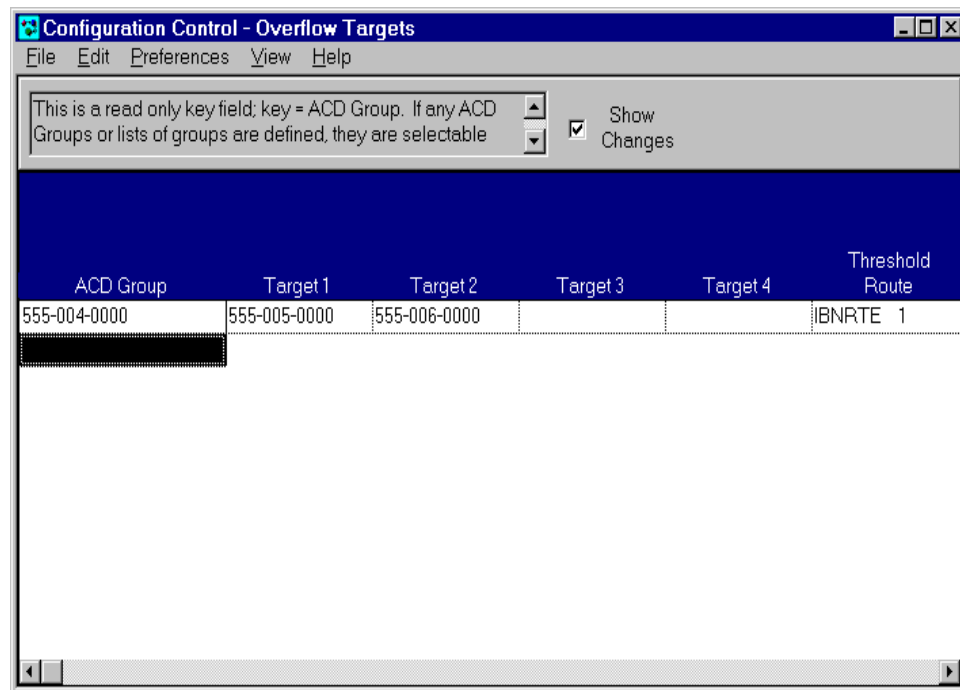 Configuration Control - Overflow Targets
File Edit Preferences View Help
This is a read only key field; key = ACD Group. If any ACD
Groups or lists of groups are defined, they are selectable
Show
Changes
ACD Group Target 1 Target 2 Target 3 Target 4 Threshold
Route
555-004-0000 555-005-0000 555-006-0000 IBNRTE 1